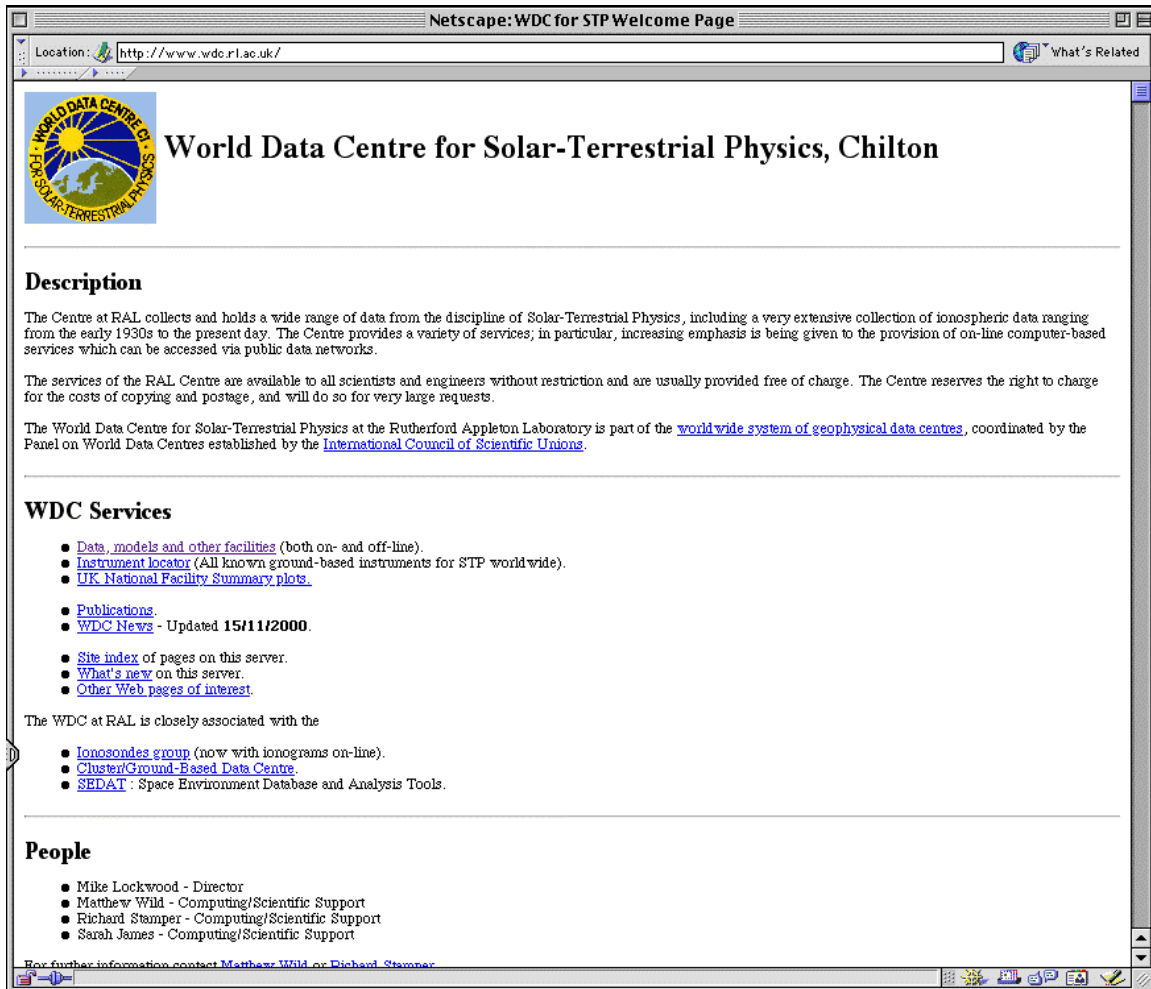 Netscape: WDC for STP Welcome Page
Location: http://www.wdc.rl.ac.uk/ What's Related
WORLD DATA CENTRE C1 · FOR SOLAR-TERRESTRIAL PHYSICS ·
World Data Centre for Solar-Terrestrial Physics, Chilton
Description
The Centre at RAL collects and holds a wide range of data from the discipline of Solar-Terrestrial Physics, including a very extensive collection of ionospheric data ranging
from the early 1930s to the present day. The Centre provides a variety of services; in particular, increasing emphasis is being given to the provision of on-line computer-based
services which can be accessed via public data networks.
The services of the RAL Centre are available to all scientists and engineers without restriction and are usually provided free of charge. The Centre reserves the right to charge
for the costs of copying and postage, and will do so for very large requests.
The World Data Centre for Solar-Terrestrial Physics at the Rutherford Appleton Laboratory is part of the worldwide system of geophysical data centres, coordinated by the
Panel on World Data Centres established by the International Council of Scientific Unions.
WDC Services
● Data, models and other facilities (both on- and off-line).
● Instrument locator (All known ground-based instruments for STP worldwide).
● UK National Facility Summary plots.
● Publications.
● WDC News - Updated 15/11/2000.
● Site index of pages on this server.
● What's new on this server.
● Other Web pages of interest.
The WDC at RAL is closely associated with the
● Ionosondes group (now with ionograms on-line).
● Cluster/Ground-Based Data Centre.
● SEDAT : Space Environment Database and Analysis Tools.
People
● Mike Lockwood - Director
● Matthew Wild - Computing/Scientific Support
● Richard Stamper - Computing/Scientific Support
● Sarah James - Computing/Scientific Support
For further information contact Matthew Wild or Richard Stamper